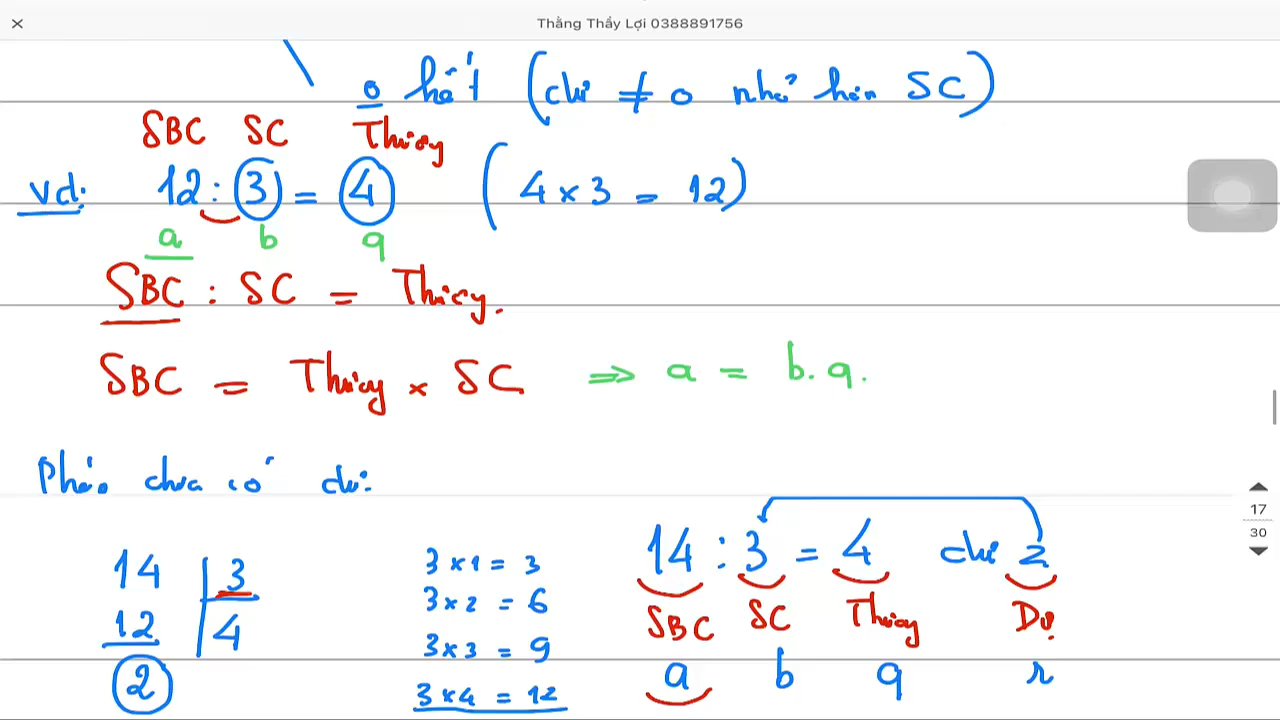 Thằng Thầy Lợi 0388891756
o hết (dư ≠ 0 nhỏ hơn SC)
SBC SC Thương
vd: 12 : 3 = 4 (4 x 3 = 12)
a b q
SBC : SC = Thương.
SBC = Thương x SC ⇒ a = b.q.
Phép chia có dư:
17
30
14 : 3 = 4 dư 2
14 3
12 4
2
3 x 1 = 3
3 x 2 = 6
3 x 3 = 9
3 x 4 = 12
SBC SC Thương Dư
a b q r